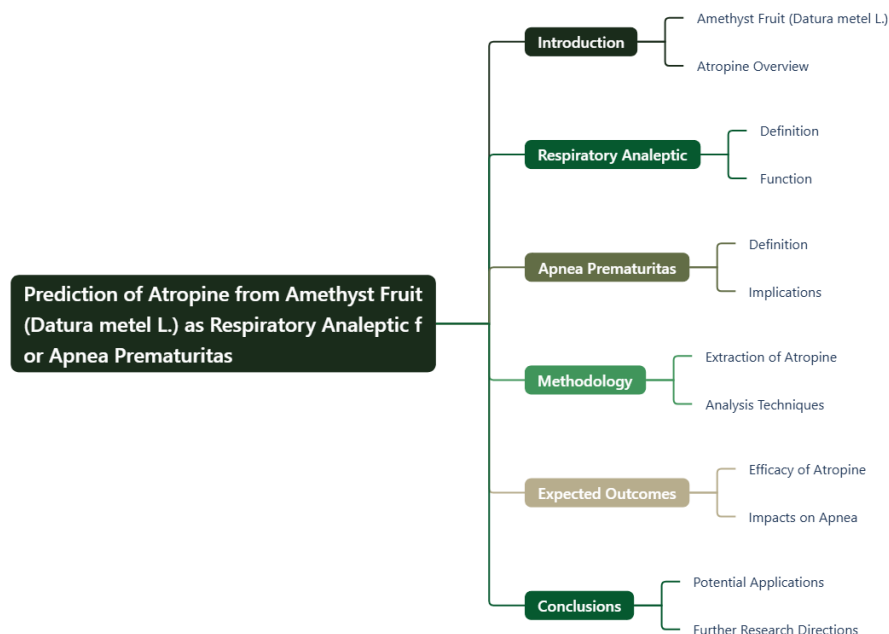 Prediction of Atropine from Amethyst Fruit
(Datura metel L.) as Respiratory Analeptic f
or Apnea Prematuritas
Introduction
Amethyst Fruit (Datura metel L.)
Atropine Overview
Respiratory Analeptic
Definition
Function
Apnea Prematuritas
Definition
Implications
Methodology
Extraction of Atropine
Analysis Techniques
Expected Outcomes
Efficacy of Atropine
Impacts on Apnea
Conclusions
Potential Applications
Further Research Directions